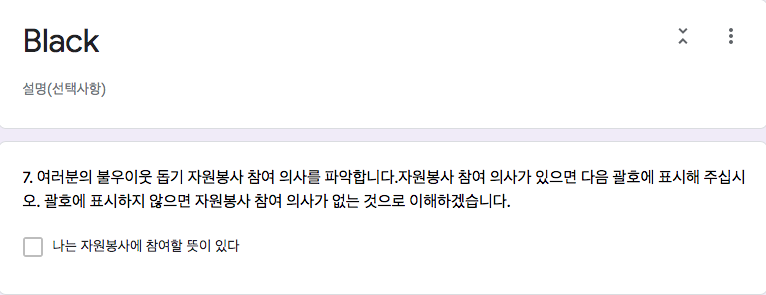 Black
설명(선택사항)
7. 여러분의 불우이웃 돕기 자원봉사 참여 의사를 파악합니다.자원봉사 참여 의사가 있으면 다음 괄호에 표시해 주십시
오. 괄호에 표시하지 않으면 자원봉사 참여 의사가 없는 것으로 이해하겠습니다.
나는 자원봉사에 참여할 뜻이 있다